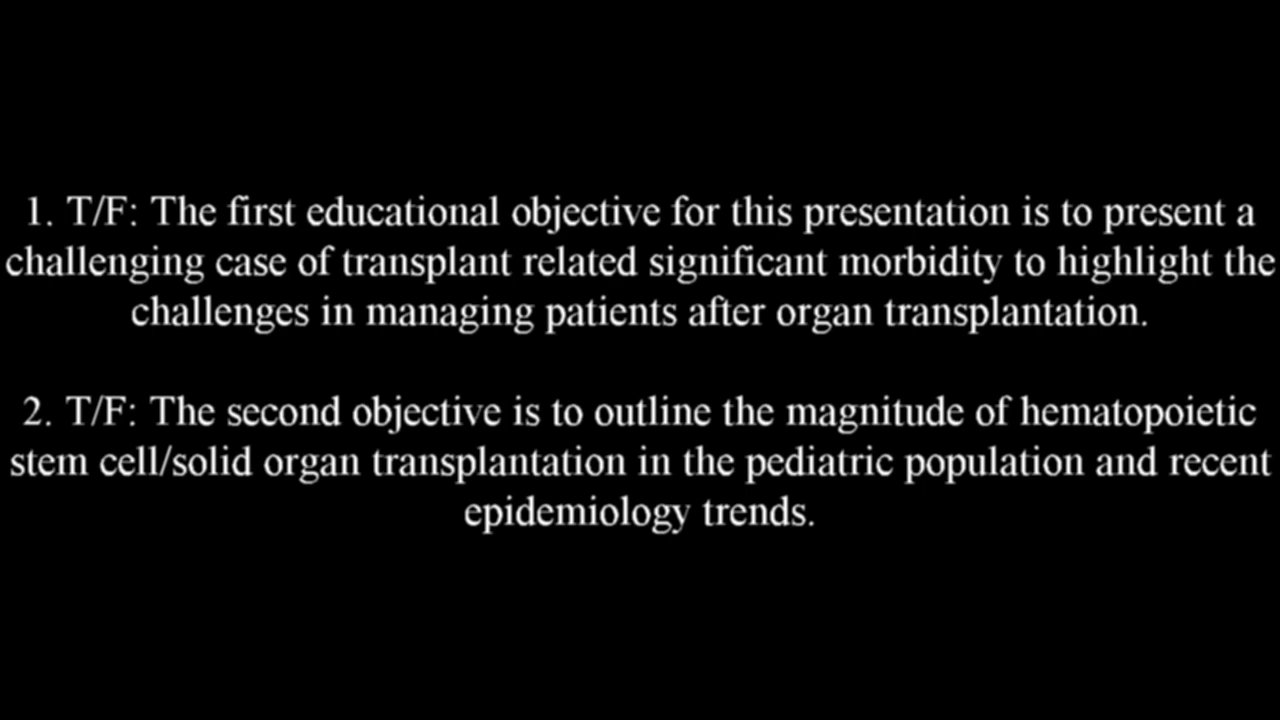 1. T/F: The first educational objective for this presentation is to present a
challenging case of transplant related significant morbidity to highlight the
challenges in managing patients after organ transplantation.
2. T/F: The second objective is to outline the magnitude of hematopoietic
stem cell/solid organ transplantation in the pediatric population and recent
epidemiology trends.